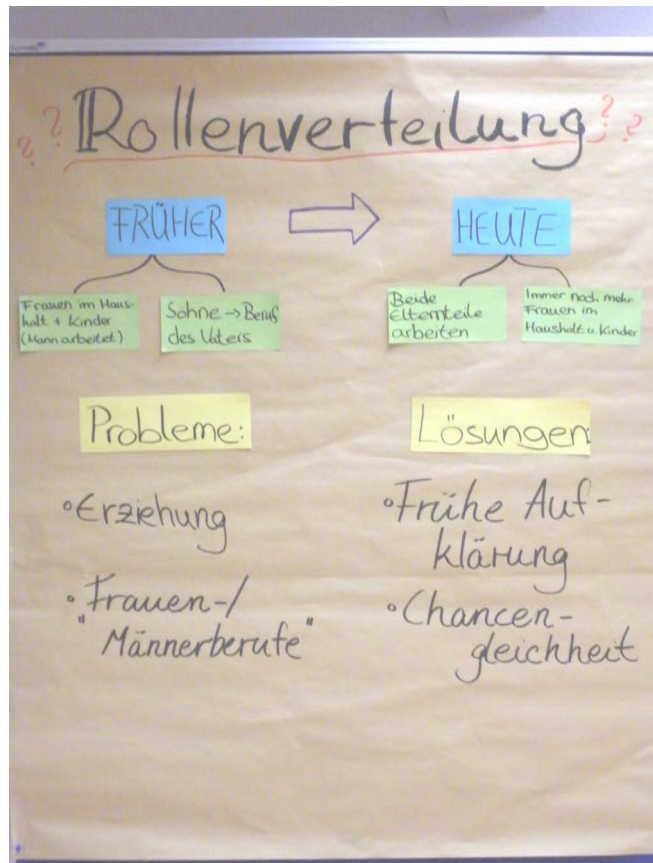 ?? Rollenverteilung ??
FRÜHER
HEUTE
Frauen im Haus-
halt + Kinder
(Mann arbeitet)
Söhne → Beruf
des Vaters
Beide
Elternteile
arbeiten
Immer noch mehr
Frauen im
Haushalt u. Kinder
Probleme:
Lösungen:
• Erziehung
• Frauen-/
"Männerberufe"
• Frühe Auf-
klärung
• Chancen-
gleichheit